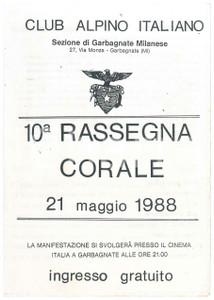 CLUB ALPINO ITALIANO
Sezione di Garbagnate Milanese
27, Via Monza - Garbagnate (MI)
10ª RASSEGNA
CORALE
21 maggio 1988
LA MANIFESTAZIONE SI SVOLGERÀ PRESSO IL CINEMA
ITALIA A GARBAGNATE ALLE ORE 21.00
ingresso gratuito